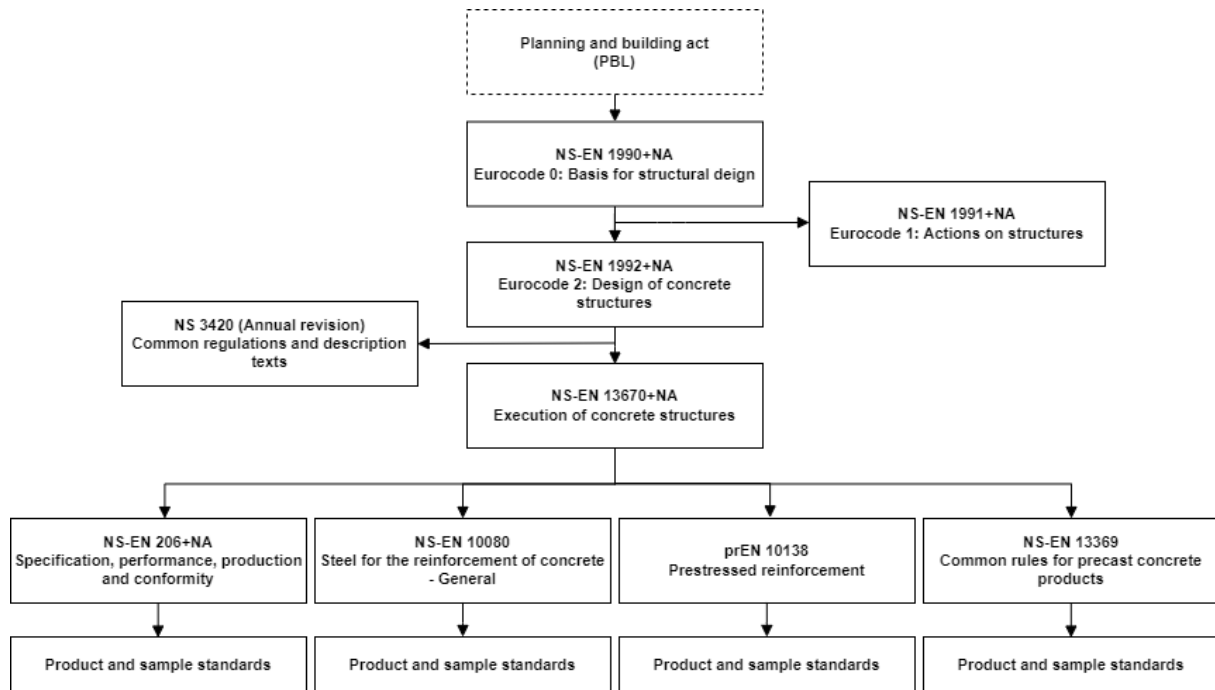 Planning and building act
(PBL)
NS-EN 1990+NA
Eurocode 0: Basis for structural deign
NS-EN 1991+NA
Eurocode 1: Actions on structures
NS-EN 1992+NA
Eurocode 2: Design of concrete
structures
NS 3420 (Annual revision)
Common regulations and description
texts
NS-EN 13670+NA
Execution of concrete structures
NS-EN 206+NA
Specification, performance, production
and conformity
NS-EN 10080
Steel for the reinforcement of concrete
- General
prEN 10138
Prestressed reinforcement
NS-EN 13369
Common rules for precast concrete
products
Product and sample standards
Product and sample standards
Product and sample standards
Product and sample standards